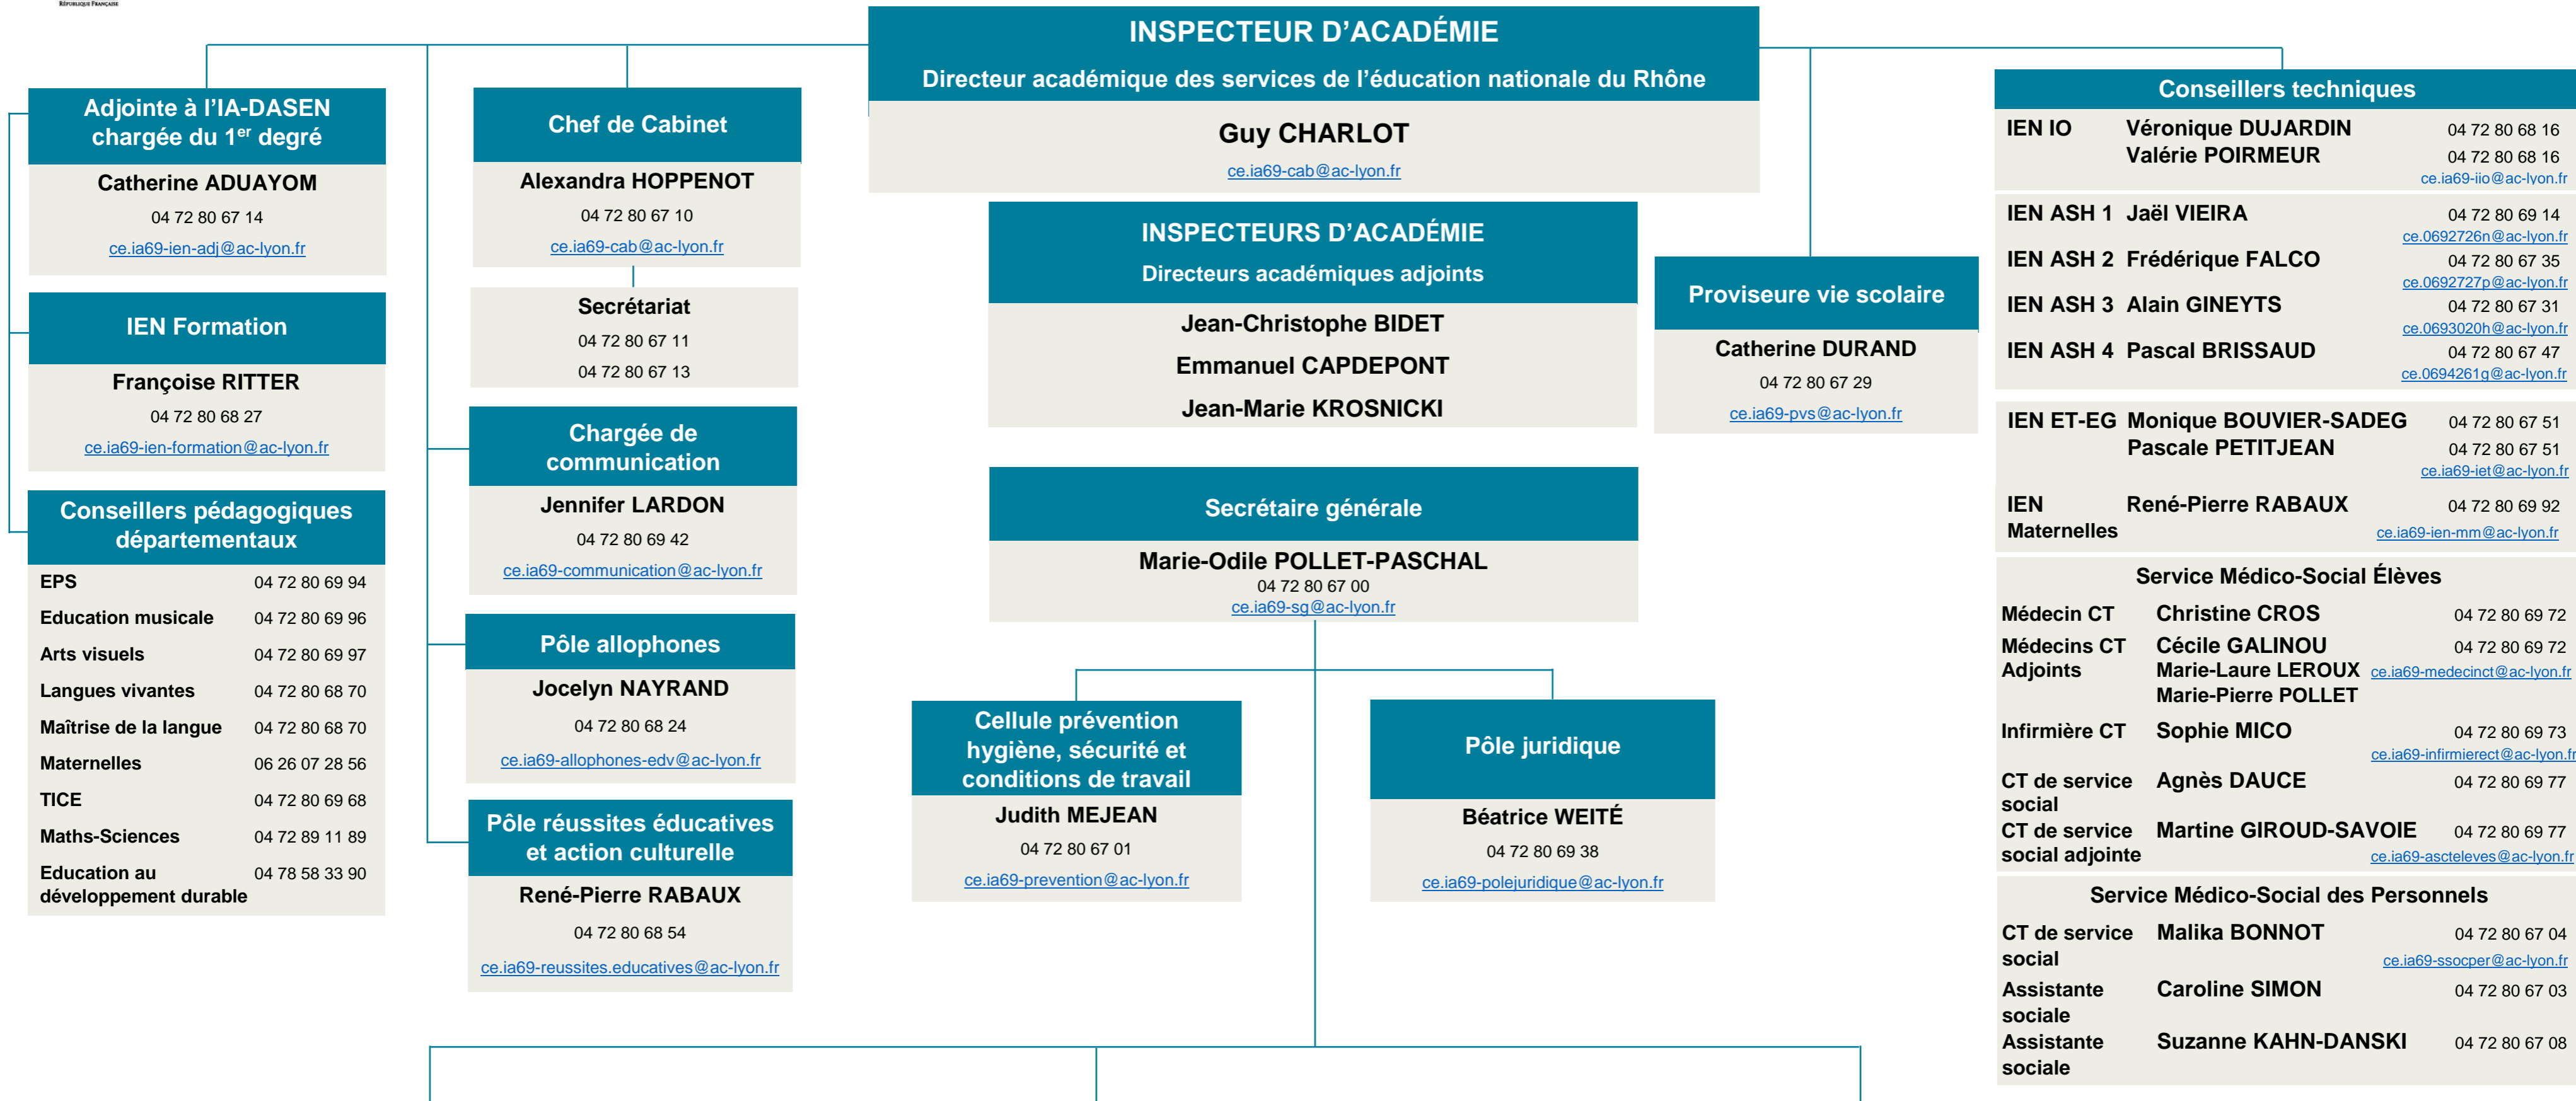 RÉPUBLIQUE FRANÇAISE
INSPECTEUR D'ACADÉMIE
Directeur académique des services de l'éducation nationale du Rhône
Guy CHARLOT
ce.ia69-cab@ac-lyon.fr
Adjointe à l'IA-DASEN
chargée du 1er degré
Catherine ADUAYOM
04 72 80 67 14
ce.ia69-ien-adj@ac-lyon.fr
IEN Formation
Françoise RITTER
04 72 80 68 27
ce.ia69-ien-formation@ac-lyon.fr
Conseillers pédagogiques
départementaux
EPS 04 72 80 69 94
Education musicale 04 72 80 69 96
Arts visuels 04 72 80 69 97
Langues vivantes 04 72 80 68 70
Maîtrise de la langue 04 72 80 68 70
Maternelles 06 26 07 28 56
TICE 04 72 80 69 68
Maths-Sciences 04 72 89 11 89
Education au 04 78 58 33 90
développement durable
Chef de Cabinet
Alexandra HOPPENOT
04 72 80 67 10
ce.ia69-cab@ac-lyon.fr
Secrétariat
04 72 80 67 11
04 72 80 67 13
Chargée de
communication
Jennifer LARDON
04 72 80 69 42
ce.ia69-communication@ac-lyon.fr
Pôle allophones
Jocelyn NAYRAND
04 72 80 68 24
ce.ia69-allophones-edv@ac-lyon.fr
Pôle réussites éducatives
et action culturelle
René-Pierre RABAUX
04 72 80 68 54
ce.ia69-reussites.educatives@ac-lyon.fr
INSPECTEURS D'ACADÉMIE
Directeurs académiques adjoints
Jean-Christophe BIDET
Emmanuel CAPDEPONT
Jean-Marie KROSNICKI
Secrétaire générale
Marie-Odile POLLET-PASCHAL
04 72 80 67 00
ce.ia69-sg@ac-lyon.fr
Cellule prévention
hygiène, sécurité et
conditions de travail
Judith MEJEAN
04 72 80 67 01
ce.ia69-prevention@ac-lyon.fr
Pôle juridique
Béatrice WEITÉ
04 72 80 69 38
ce.ia69-polejuridique@ac-lyon.fr
Proviseure vie scolaire
Catherine DURAND
04 72 80 67 29
ce.ia69-pvs@ac-lyon.fr
Conseillers techniques
IEN IO Véronique DUJARDIN 04 72 80 68 16
Valérie POIRMEUR 04 72 80 68 16
ce.ia69-iio@ac-lyon.fr
IEN ASH 1 Jaël VIEIRA 04 72 80 69 14
ce.0692726n@ac-lyon.fr
IEN ASH 2 Frédérique FALCO 04 72 80 67 35
ce.0692727p@ac-lyon.fr
IEN ASH 3 Alain GINEYTS 04 72 80 67 31
ce.0693020h@ac-lyon.fr
IEN ASH 4 Pascal BRISSAUD 04 72 80 67 47
ce.0694261g@ac-lyon.fr
IEN ET-EG Monique BOUVIER-SADEG 04 72 80 67 51
Pascale PETITJEAN 04 72 80 67 51
ce.ia69-iet@ac-lyon.fr
IEN René-Pierre RABAUX 04 72 80 69 92
Maternelles ce.ia69-ien-mm@ac-lyon.fr
Service Médico-Social Élèves
Médecin CT Christine CROS 04 72 80 69 72
Médecins CT Cécile GALINOU 04 72 80 69 72
Adjoints Marie-Laure LEROUX ce.ia69-medecinct@ac-lyon.fr
Marie-Pierre POLLET
Infirmière CT Sophie MICO 04 72 80 69 73
ce.ia69-infirmierect@ac-lyon.fr
CT de service Agnès DAUCE 04 72 80 69 77
social
CT de service Martine GIROUD-SAVOIE 04 72 80 69 77
social adjointe ce.ia69-ascteleves@ac-lyon.fr
Service Médico-Social des Personnels
CT de service Malika BONNOT 04 72 80 67 04
social ce.ia69-ssocper@ac-lyon.fr
Assistante Caroline SIMON 04 72 80 67 03
sociale
Assistante Suzanne KAHN-DANSKI 04 72 80 67 08
sociale